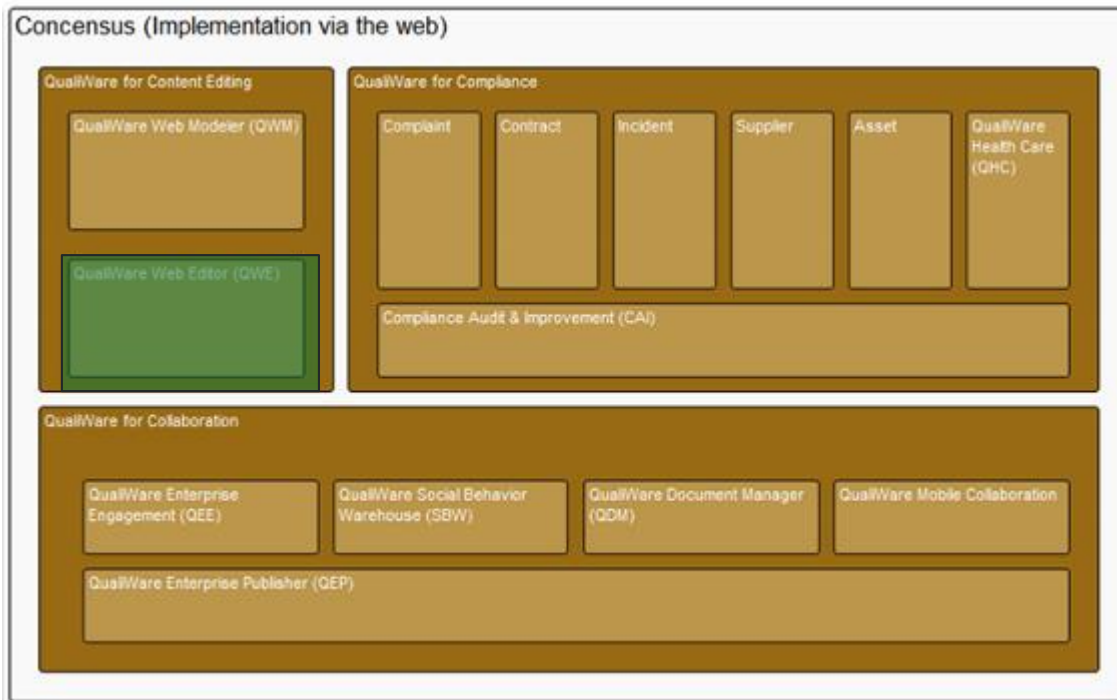 Concensus (Implementation via the web)
QualiWare for Content Editing
QualiWare Web Modeler (QWM)
QualiWare Web Editor (QWE)
QualiWare for Compliance
Complaint
Contract
Incident
Supplier
Asset
QualiWare
Health Care
(QHC)
Compliance Audit & Improvement (CAI)
QualiWare for Collaboration
QualiWare Enterprise
Engagement (QEE)
QualiWare Social Behavior
Warehouse (SBW)
QualiWare Document Manager
(QDM)
QualiWare Mobile Collaboration
QualiWare Enterprise Publisher (QEP)